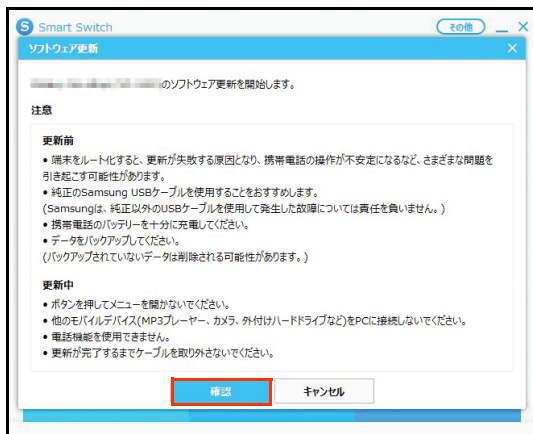 S Smart Switch
その他
ソフトウェア更新
のソフトウェア更新を開始します。
注意
更新前
• 端末をルート化すると、更新が失敗する原因となり、携帯電話の操作が不安定になるなど、さまざまな問題を
引き起こす可能性があります。
• 純正のSamsung USBケーブルを使用することをおすすめします。
(Samsungは、純正以外のUSBケーブルを使用して発生した故障については責任を負いません。)
• 携帯電話のバッテリーを十分に充電してください。
• データをバックアップしてください。
(バックアップされていないデータは削除される可能性があります。)
更新中
• ボタンを押してメニューを開かないでください。
• 他のモバイルデバイス(MP3プレーヤー、カメラ、外付けハードドライブなど)をPCに接続しないでください。
• 電話機能を使用できません。
• 更新が完了するまでケーブルを取り外さないでください。
確認
キャンセル